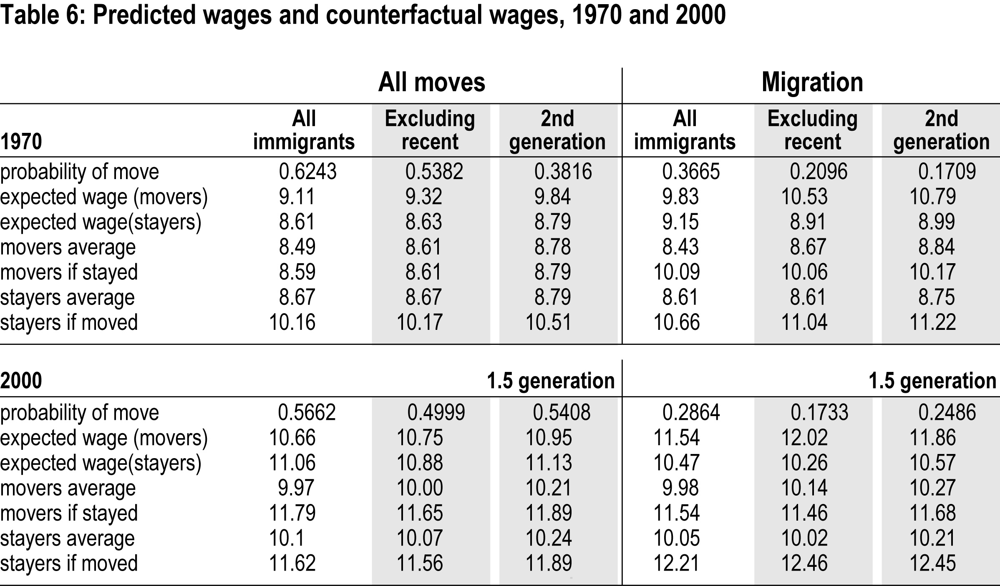 Table 6: Predicted wages and counterfactual wages, 1970 and 2000
All moves Migration
All Excluding 2nd All Excluding 2nd
1970 immigrants recent generation immigrants recent generation
probability of move 0.6243 0.5382 0.3816 0.3665 0.2096 0.1709
expected wage (movers) 9.11 9.32 9.84 9.83 10.53 10.79
expected wage(stayers) 8.61 8.63 8.79 9.15 8.91 8.99
movers average 8.49 8.61 8.78 8.43 8.67 8.84
movers if stayed 8.59 8.61 8.79 10.09 10.06 10.17
stayers average 8.67 8.67 8.79 8.61 8.61 8.75
stayers if moved 10.16 10.17 10.51 10.66 11.04 11.22
2000 1.5 generation 1.5 generation
probability of move 0.5662 0.4999 0.5408 0.2864 0.1733 0.2486
expected wage (movers) 10.66 10.75 10.95 11.54 12.02 11.86
expected wage(stayers) 11.06 10.88 11.13 10.47 10.26 10.57
movers average 9.97 10.00 10.21 9.98 10.14 10.27
movers if stayed 11.79 11.65 11.89 11.54 11.46 11.68
stayers average 10.1 10.07 10.24 10.05 10.02 10.21
stayers if moved 11.62 11.56 11.89 12.21 12.46 12.45